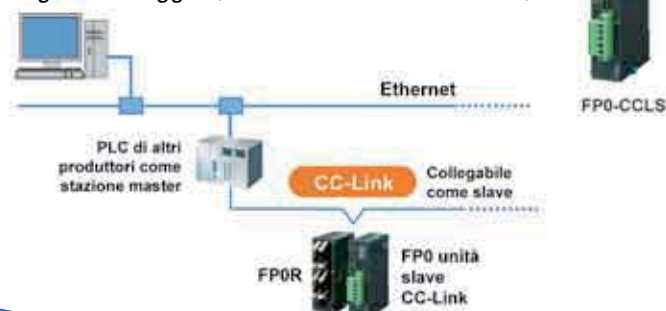 Ethernet
FP0-CCLS
PLC di altri
produttori come
stazione master
CC-Link
Collegabile
come slave
FP0R
FP0 unità
slave
CC-Link